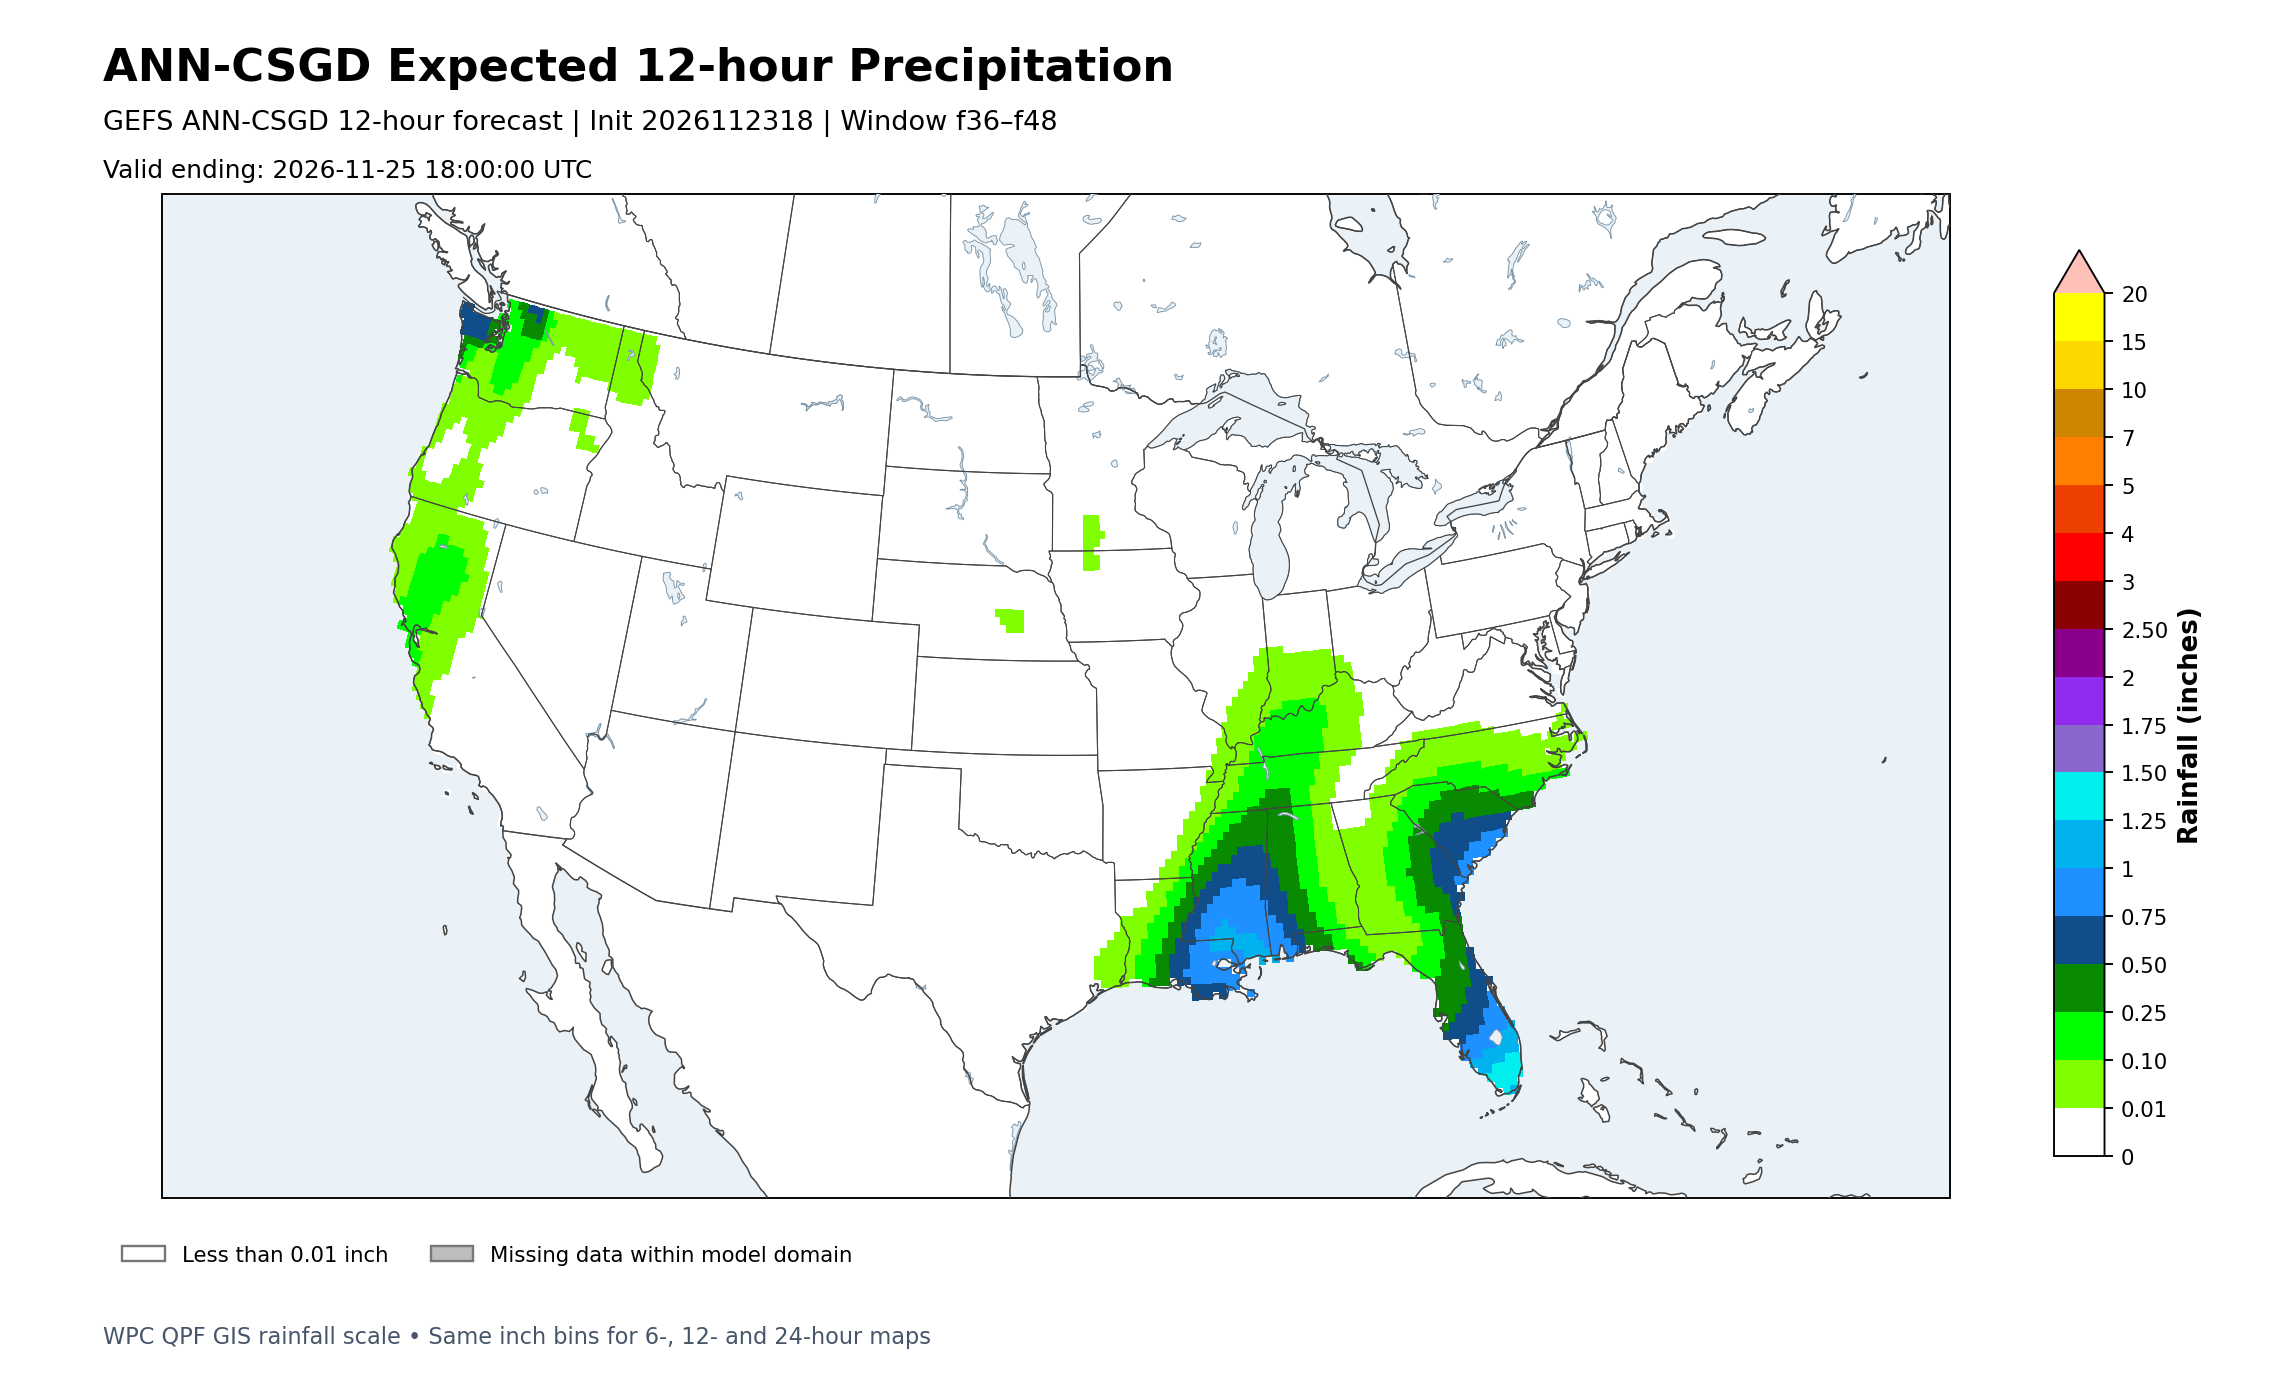 ANN-CSGD Expected 12-hour Precipitation
GEFS ANN-CSGD 12-hour forecast | Init 2026112318 | Window f36–f48
Valid ending: 2026-11-25 18:00:00 UTC
20
15
10
7
5
4
3
2.50
2
1.75
1.50
1.25
1
0.75
0.50
0.25
0.10
0.01
0
Rainfall (inches)
Less than 0.01 inch
Missing data within model domain
WPC QPF GIS rainfall scale • Same inch bins for 6-, 12- and 24-hour maps